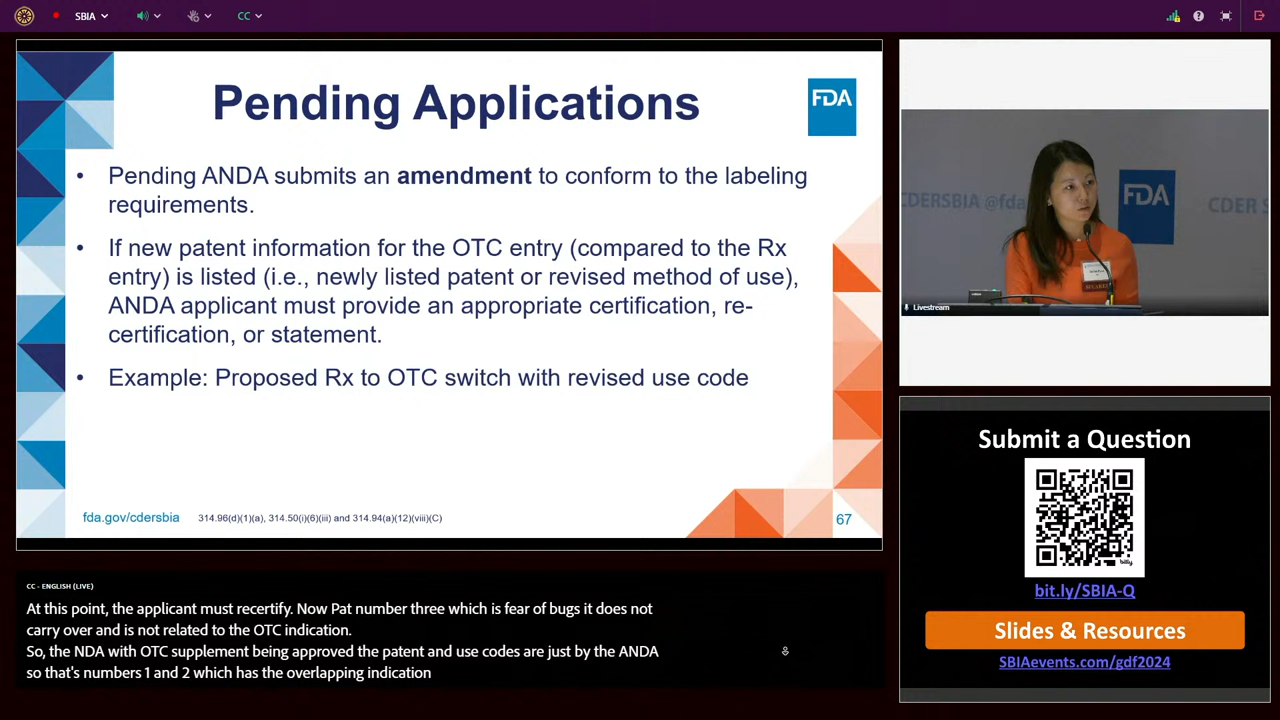 SBIA
CC
Pending Applications
FDA
• Pending ANDA submits an amendment to conform to the labeling
requirements.
• If new patent information for the OTC entry (compared to the Rx
entry) is listed (i.e., newly listed patent or revised method of use),
ANDA applicant must provide an appropriate certification, re-
certification, or statement.
• Example: Proposed Rx to OTC switch with revised use code
fda.gov/cdersbia
314.96(d)(1)(a), 314.50(i)(6)(iii) and 314.94(a)(12)(viii)(C)
67
CDERSBIA @fda
FDA
CDER S
Livestream
Submit a Question
bitly
bit.ly/SBIA-Q
Slides & Resources
SBIAevents.com/gdf2024
CC - ENGLISH (LIVE)
At this point, the applicant must recertify. Now Pat number three which is fear of bugs it does not
carry over and is not related to the OTC indication.
So, the NDA with OTC supplement being approved the patent and use codes are just by the ANDA
so that's numbers 1 and 2 which has the overlapping indication